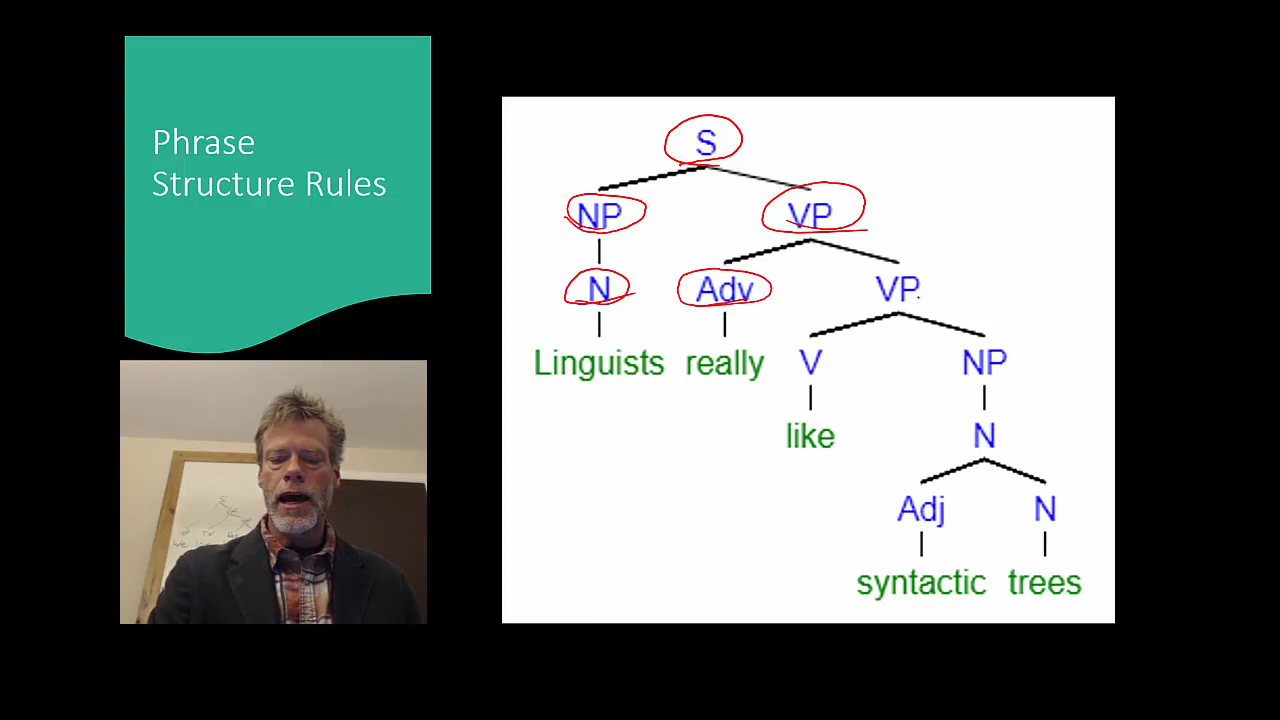 Phrase
Structure Rules
S
NP VP
N Adv VP
Linguists really V NP
like N
Adj N
syntactic trees